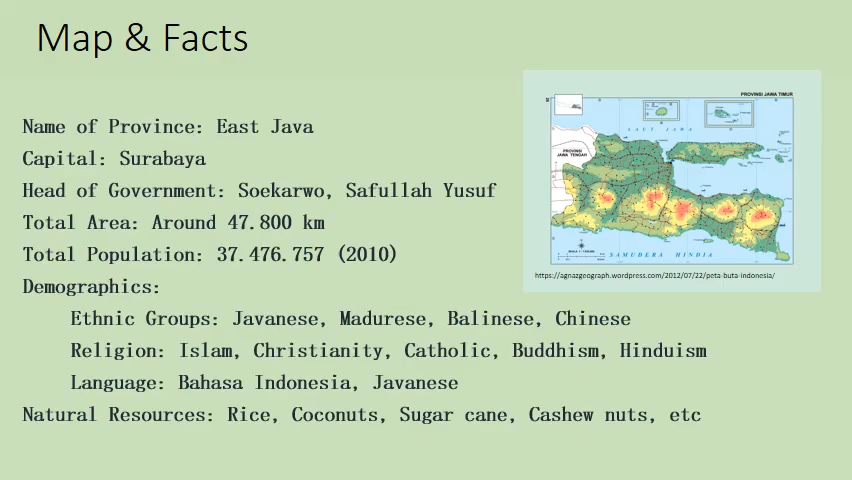 Map & Facts
Name of Province: East Java
Capital: Surabaya
Head of Government: Soekarwo, Safullah Yusuf
Total Area: Around 47.800 km
Total Population: 37.476.757 (2010)
Demographics:
Ethnic Groups: Javanese, Madurese, Balinese, Chinese
Religion: Islam, Christianity, Catholic, Buddhism, Hinduism
Language: Bahasa Indonesia, Javanese
Natural Resources: Rice, Coconuts, Sugar cane, Cashew nuts, etc
PROVINSI JAWA TIMUR
LAUT JAWA
PROVINSI
JAWA TENGAH
SAMUDERA HINDIA
https://agnazgeograph.wordpress.com/2012/07/22/peta-buta-indonesia/